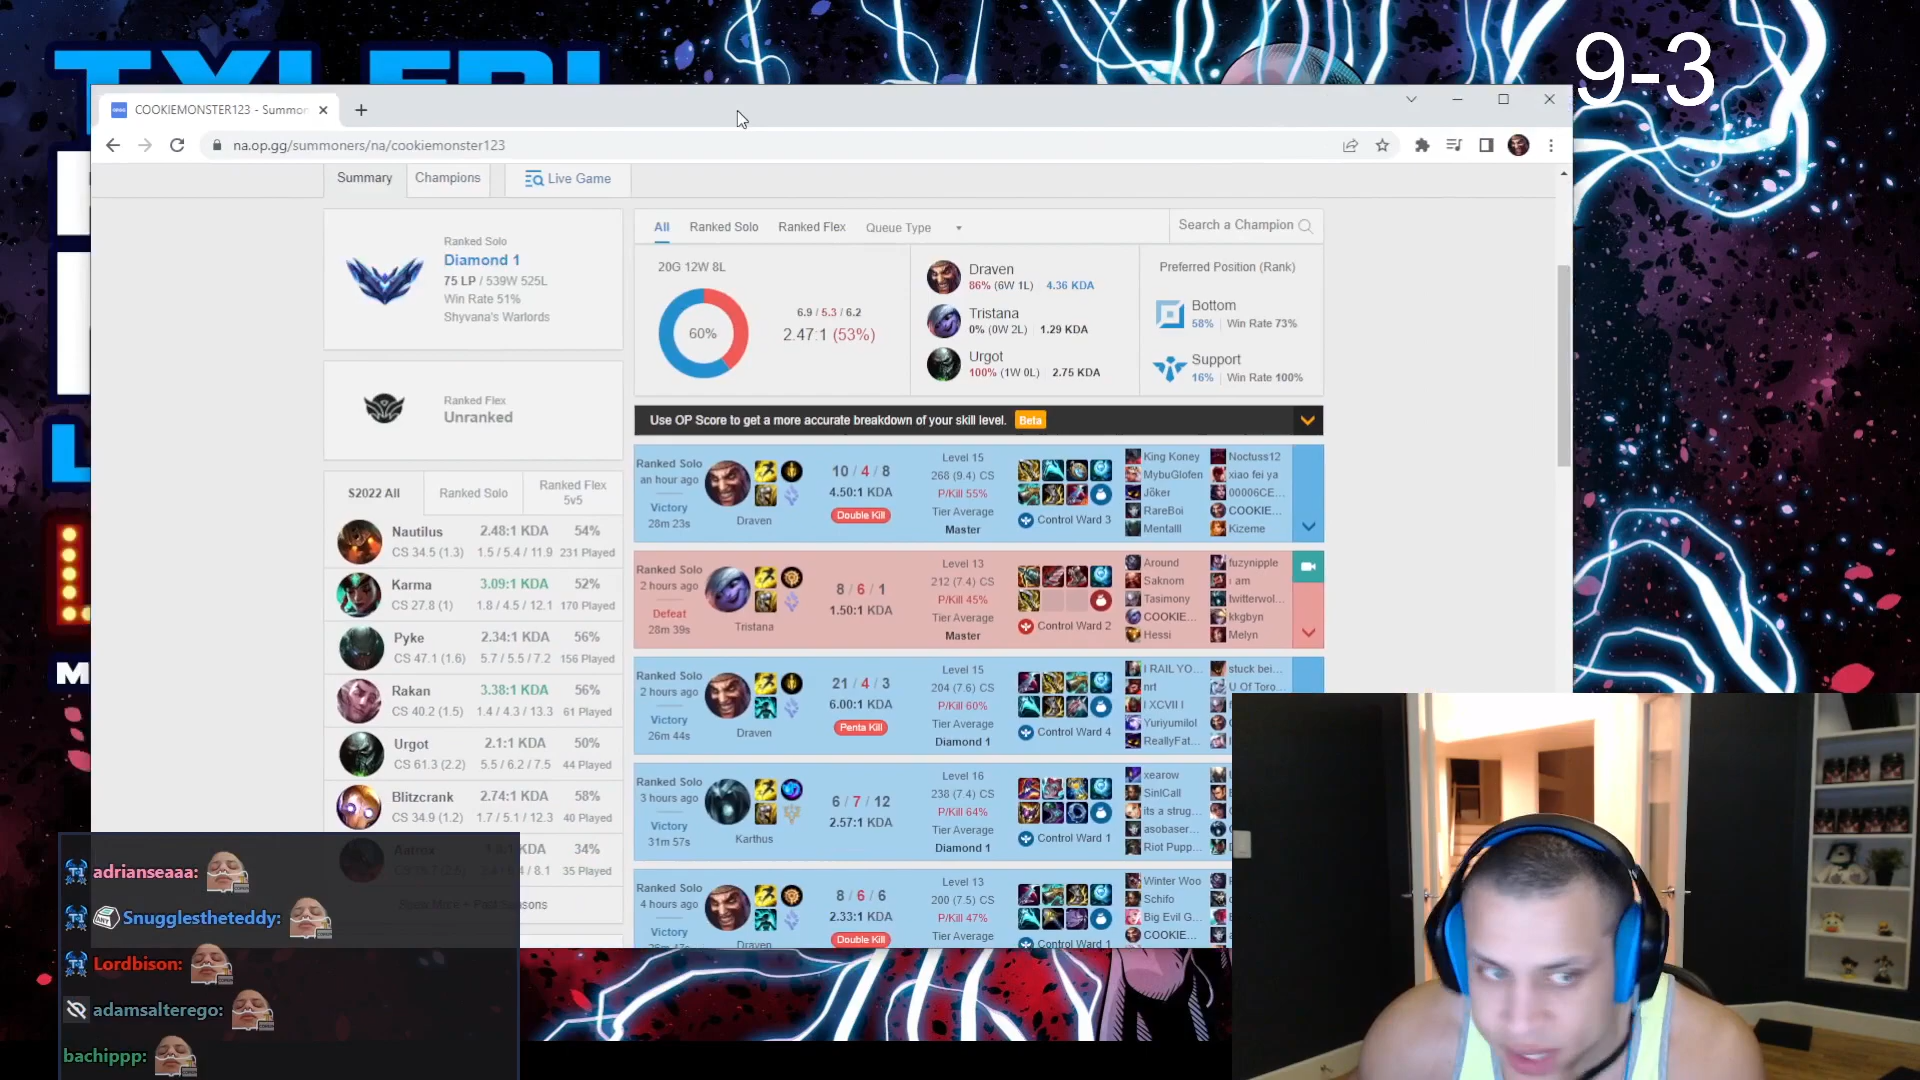 TYLER1
9-3
COOKIEMONSTER123 - Summon
na.op.gg/summoners/na/cookiemonster123
Summary
Champions
Live Game
Ranked Solo
Diamond 1
75 LP / 539W 525L
Win Rate 51%
Shyvana's Warlords
Ranked Flex
Unranked
S2022 All
Ranked Solo
Ranked Flex
5v5
Nautilus 2.48:1 KDA 54%
CS 34.5 (1.3) 1.5 / 5.4 / 11.9 231 Played
Karma 3.09:1 KDA 52%
CS 27.8 (1) 1.8 / 4.5 / 12.1 170 Played
Pyke 2.34:1 KDA 56%
CS 47.1 (1.6) 5.7 / 5.5 / 7.2 156 Played
Rakan 3.38:1 KDA 56%
CS 40.2 (1.5) 1.4 / 4.3 / 13.3 61 Played
Urgot 2.1:1 KDA 50%
CS 61.3 (2.2) 5.5 / 6.2 / 7.5 44 Played
Blitzcrank 2.74:1 KDA 58%
CS 34.9 (1.2) 1.7 / 5.1 / 12.3 40 Played
Aatrox KDA 34%
/ 8.1 35 Played
All Ranked Solo Ranked Flex Queue Type
Search a Champion
20G 12W 8L
60%
6.9 / 5.3 / 6.2
2.47:1 (53%)
Draven
86% (6W 1L) 4.36 KDA
Tristana
0% (0W 2L) 1.29 KDA
Urgot
100% (1W 0L) 2.75 KDA
Preferred Position (Rank)
Bottom
58% | Win Rate 73%
Support
16% | Win Rate 100%
Use OP Score to get a more accurate breakdown of your skill level. Beta
Ranked Solo
an hour ago
Victory
28m 23s
Draven
10 / 4 / 8
4.50:1 KDA
Double Kill
Level 15
268 (9.4) CS
P/Kill 55%
Tier Average
Master
Control Ward 3
King Koney
MybuGlofen
Jõker
RareBoi
Mentalll
Noctuss12
xiao fei ya
00006CE...
COOKIE...
Kizeme
Ranked Solo
2 hours ago
Defeat
28m 39s
Tristana
8 / 6 / 1
1.50:1 KDA
Level 13
212 (7.4) CS
P/Kill 45%
Tier Average
Master
Control Ward 2
Around
Saknom
Tasimony
COOKIE...
Hessi
fuzynipple
i am
twitterwol...
kkgbyn
Melyn
Ranked Solo
2 hours ago
Victory
26m 44s
Draven
21 / 4 / 3
6.00:1 KDA
Penta Kill
Level 15
204 (7.6) CS
P/Kill 60%
Tier Average
Diamond 1
Control Ward 4
I RAIL YO...
nrt
I XCVII I
Yuriyumilol
ReallyFat...
stuck bei...
U Of Toro...
Ranked Solo
3 hours ago
Victory
31m 57s
Karthus
6 / 7 / 12
2.57:1 KDA
Level 16
238 (7.4) CS
P/Kill 64%
Tier Average
Diamond 1
Control Ward 1
xearow
SinlCall
its a strug...
asobaser...
Riot Pupp...
Ranked Solo
4 hours ago
Draven
8 / 6 / 6
2.33:1 KDA
Double Kill
Level 13
200 (7.5) CS
P/Kill 47%
Tier Average
Control Ward 1
Winter Woo
Schifo
Big Evil G...
COOKIE...
adrianseaaa:
Snugglestheteddy:
Lordbison:
adamsalterego:
bachippp: